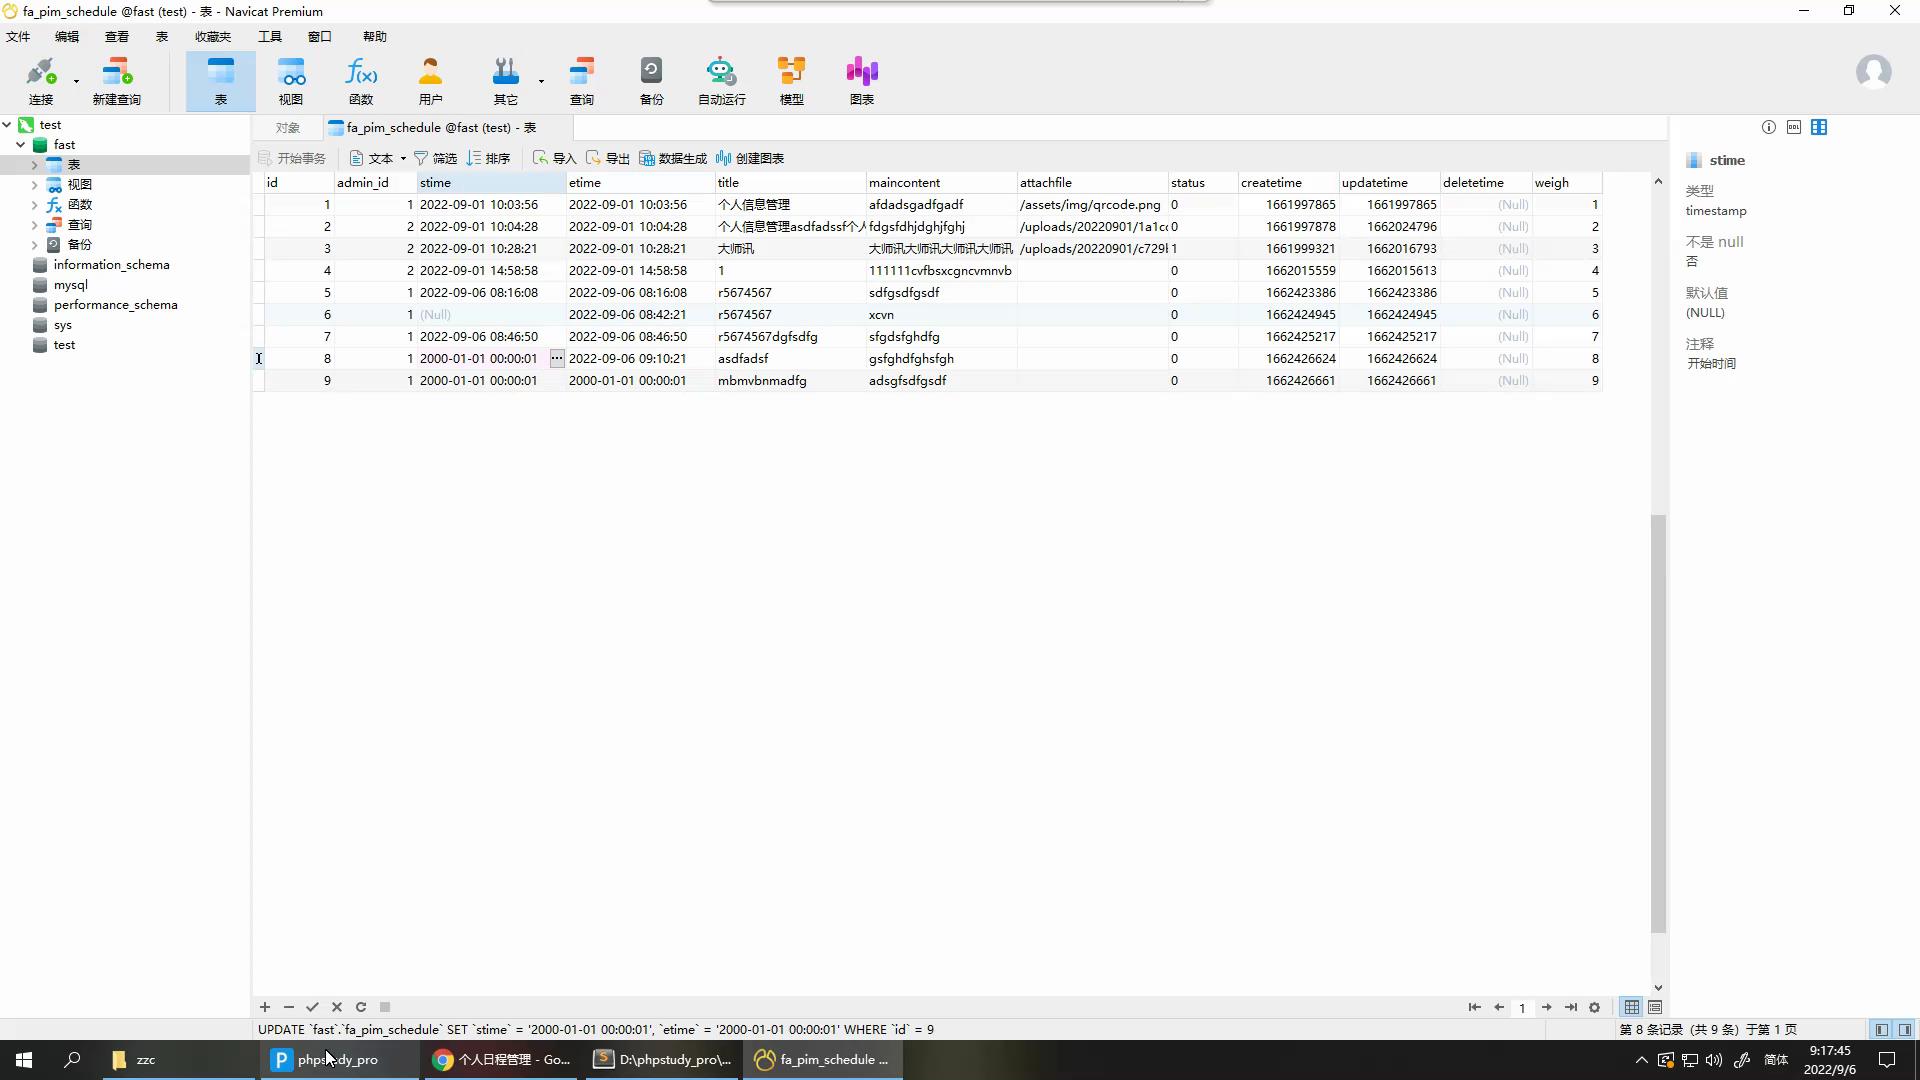 fa_pim_schedule @fast (test) - 表 - Navicat Premium
文件 编辑 查看 表 收藏夹 工具 窗口 帮助
连接 新建查询 表 视图 函数 用户 其它 查询 备份 自动运行 模型 图表
test
fast
表
视图
函数
查询
备份
information_schema
mysql
performance_schema
sys
test
对象 fa_pim_schedule @fast (test) - 表
开始事务 文本 筛选 排序 导入 导出 数据生成 创建图表
id admin_id stime etime title maincontent attachfile status createtime updatetime deletetime weigh
1 1 2022-09-01 10:03:56 2022-09-01 10:03:56 个人信息管理 afdadsgadfgadf /assets/img/qrcode.png 0 1661997865 1661997865 (Null) 1
2 2 2022-09-01 10:04:28 2022-09-01 10:04:28 个人信息管理asdfadssf个人 fdgsfdhjdghjfghj /uploads/20220901/1a1c 0 1661997878 1662024796 (Null) 2
3 2 2022-09-01 10:28:21 2022-09-01 10:28:21 大师讯 大师讯大师讯大师讯大师讯 /uploads/20220901/c729 1 1661999321 1662016793 (Null) 3
4 2 2022-09-01 14:58:58 2022-09-01 14:58:58 1 111111cvfbsxcgncvmnvb 0 1662015559 1662015613 (Null) 4
5 1 2022-09-06 08:16:08 2022-09-06 08:16:08 r5674567 sdfgsdfgsdf 0 1662423386 1662423386 (Null) 5
6 1 (Null) 2022-09-06 08:42:21 r5674567 xcvn 0 1662424945 1662424945 (Null) 6
7 1 2022-09-06 08:46:50 2022-09-06 08:46:50 r5674567dgfsdfg sfgdsfghdfg 0 1662425217 1662425217 (Null) 7
8 1 2000-01-01 00:00:01 ... 2022-09-06 09:10:21 asdfadsf gsfghdfghsfgh 0 1662426624 1662426624 (Null) 8
9 1 2000-01-01 00:00:01 2000-01-01 00:00:01 mbmvbnmadfg adsgfsdfgsdf 0 1662426661 1662426661 (Null) 9
stime
类型
timestamp
不是 null
否
默认值
(NULL)
注释
开始时间
1
UPDATE `fast`.`fa_pim_schedule` SET `stime` = '2000-01-01 00:00:01', `etime` = '2000-01-01 00:00:01' WHERE `id` = 9
第 8 条记录 (共 9 条) 于第 1 页
zzc phpstudy_pro 个人日程管理 - Go... D:\phpstudy_pro\... fa_pim_schedule ... 简体 9:17:45
2022/9/6